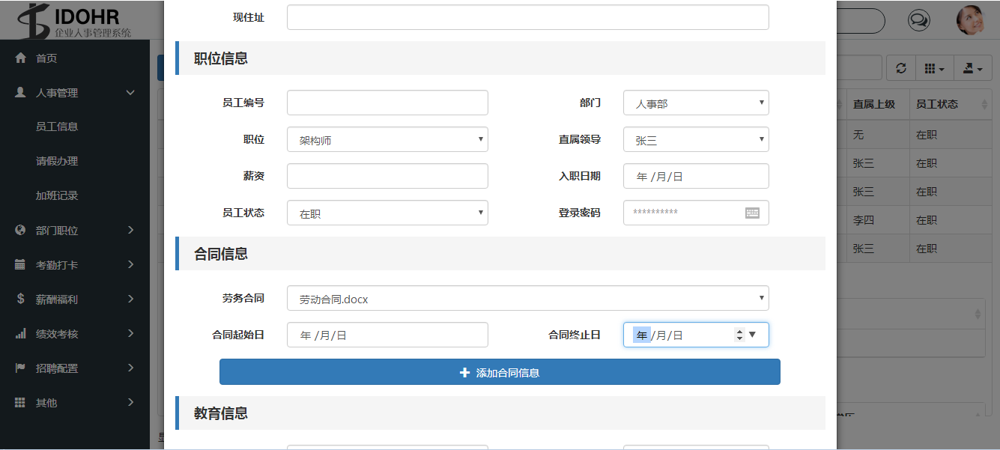 IDOHR
企业人事管理系统
首页
人事管理
员工信息
请假办理
加班记录
部门职位
考勤打卡
薪酬福利
绩效考核
招聘配置
其他
现住址
职位信息
员工编号
部门 人事部
职位 架构师
直属领导 张三
薪资
入职日期 年 /月/日
员工状态 在职
登录密码 **********
合同信息
劳务合同 劳动合同.docx
合同起始日 年 /月/日
合同终止日 年 /月/日
添加合同信息
教育信息
直属上级 员工状态
无 在职
张三 在职
张三 在职
李四 在职
张三 在职